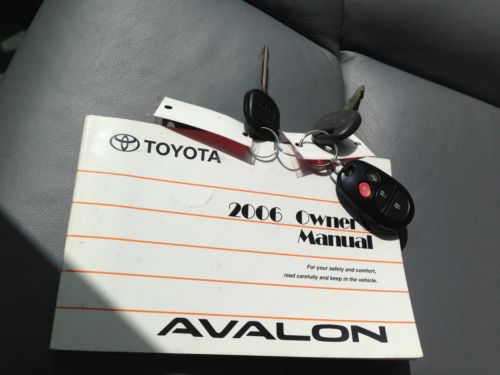 TOYOTA
2006 Owner's
Manual
For your safety and comfort,
read carefully and keep in the vehicle.
AVALON